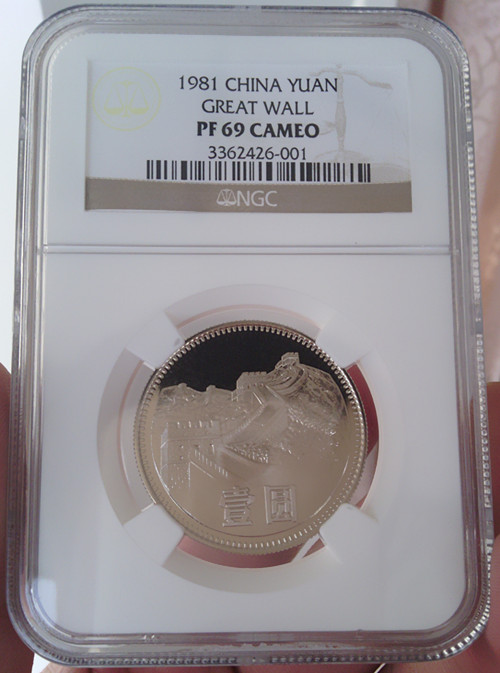 1981 CHINA YUAN
GREAT WALL
PF 69 CAMEO
3362426-001
NGC
壹圆